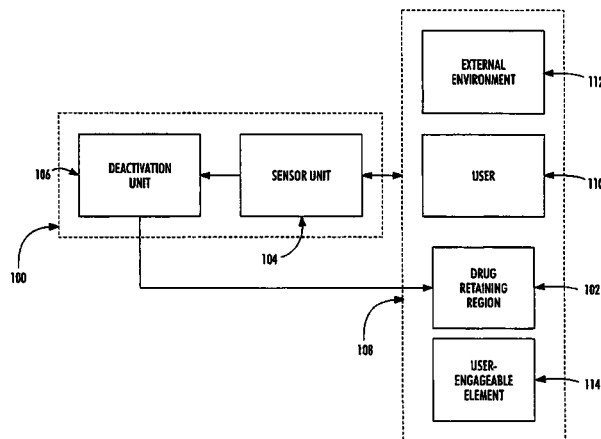 EXTERNAL
ENVIRONMENT
112
DEACTIVATION
UNIT
106
SENSOR UNIT
104
100
USER
110
DRUG
RETAINING
REGION
102
108
USER-
ENGAGEABLE
ELEMENT
114